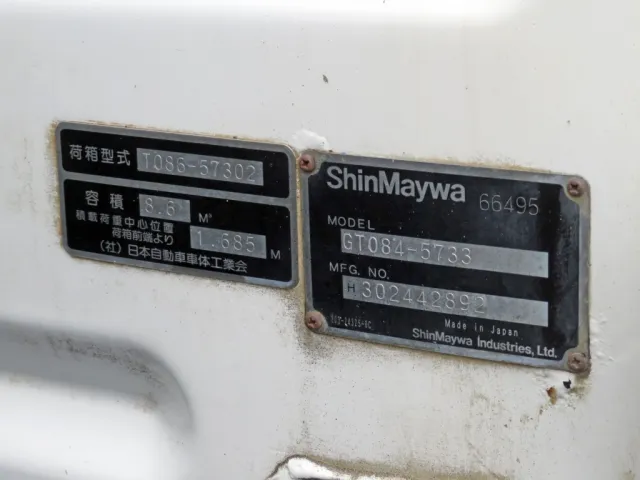 荷箱型式 T086-57302
容積 8.6 M³
積載荷重中心位置
荷箱前端より 1.685 M
(社)日本自動車車体工業会
ShinMaywa 66495
MODEL
GT084-5733
MFG. NO.
H 302442890
Made in Japan
ShinMaywa Industries, Ltd.